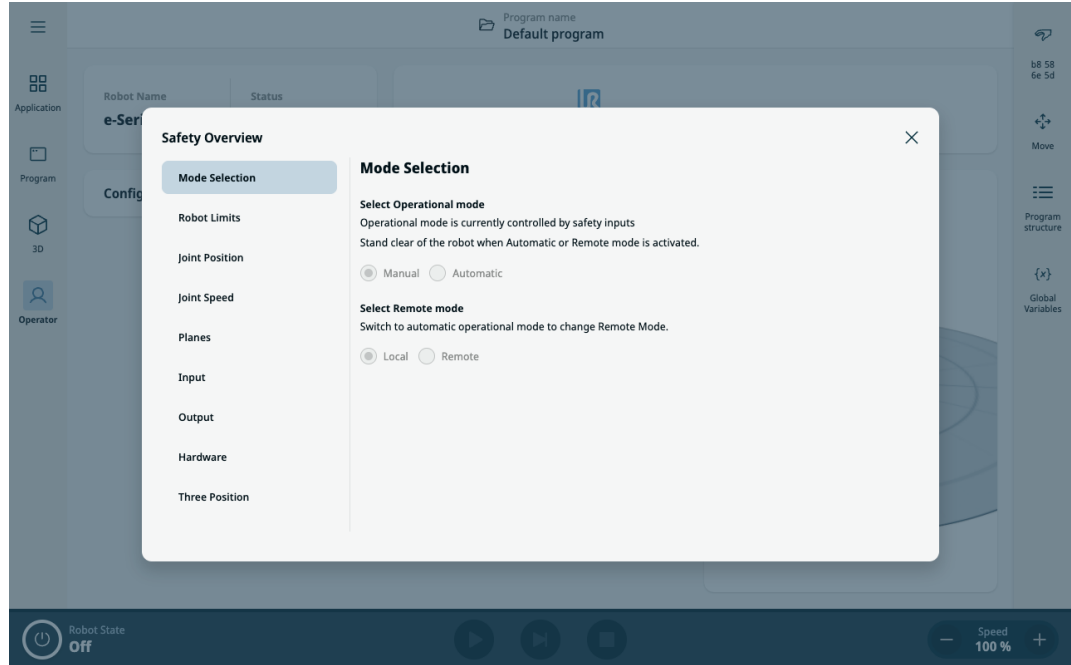 Program name
Default program
b8 58
6e 5d
Application
Robot Name
Status
e-Seri
Move
Safety Overview
Mode Selection
Mode Selection
Program
Config
Select Operational mode
Operational mode is currently controlled by safety inputs
Stand clear of the robot when Automatic or Remote mode is activated.
Robot Limits
Program
structure
3D
Joint Position
Manual
Automatic
Joint Speed
Global
Variables
{x}
Operator
Select Remote mode
Switch to automatic operational mode to change Remote Mode.
Planes
Local
Remote
Input
Output
Hardware
Three Position
Robot State
Off
Speed
100 %